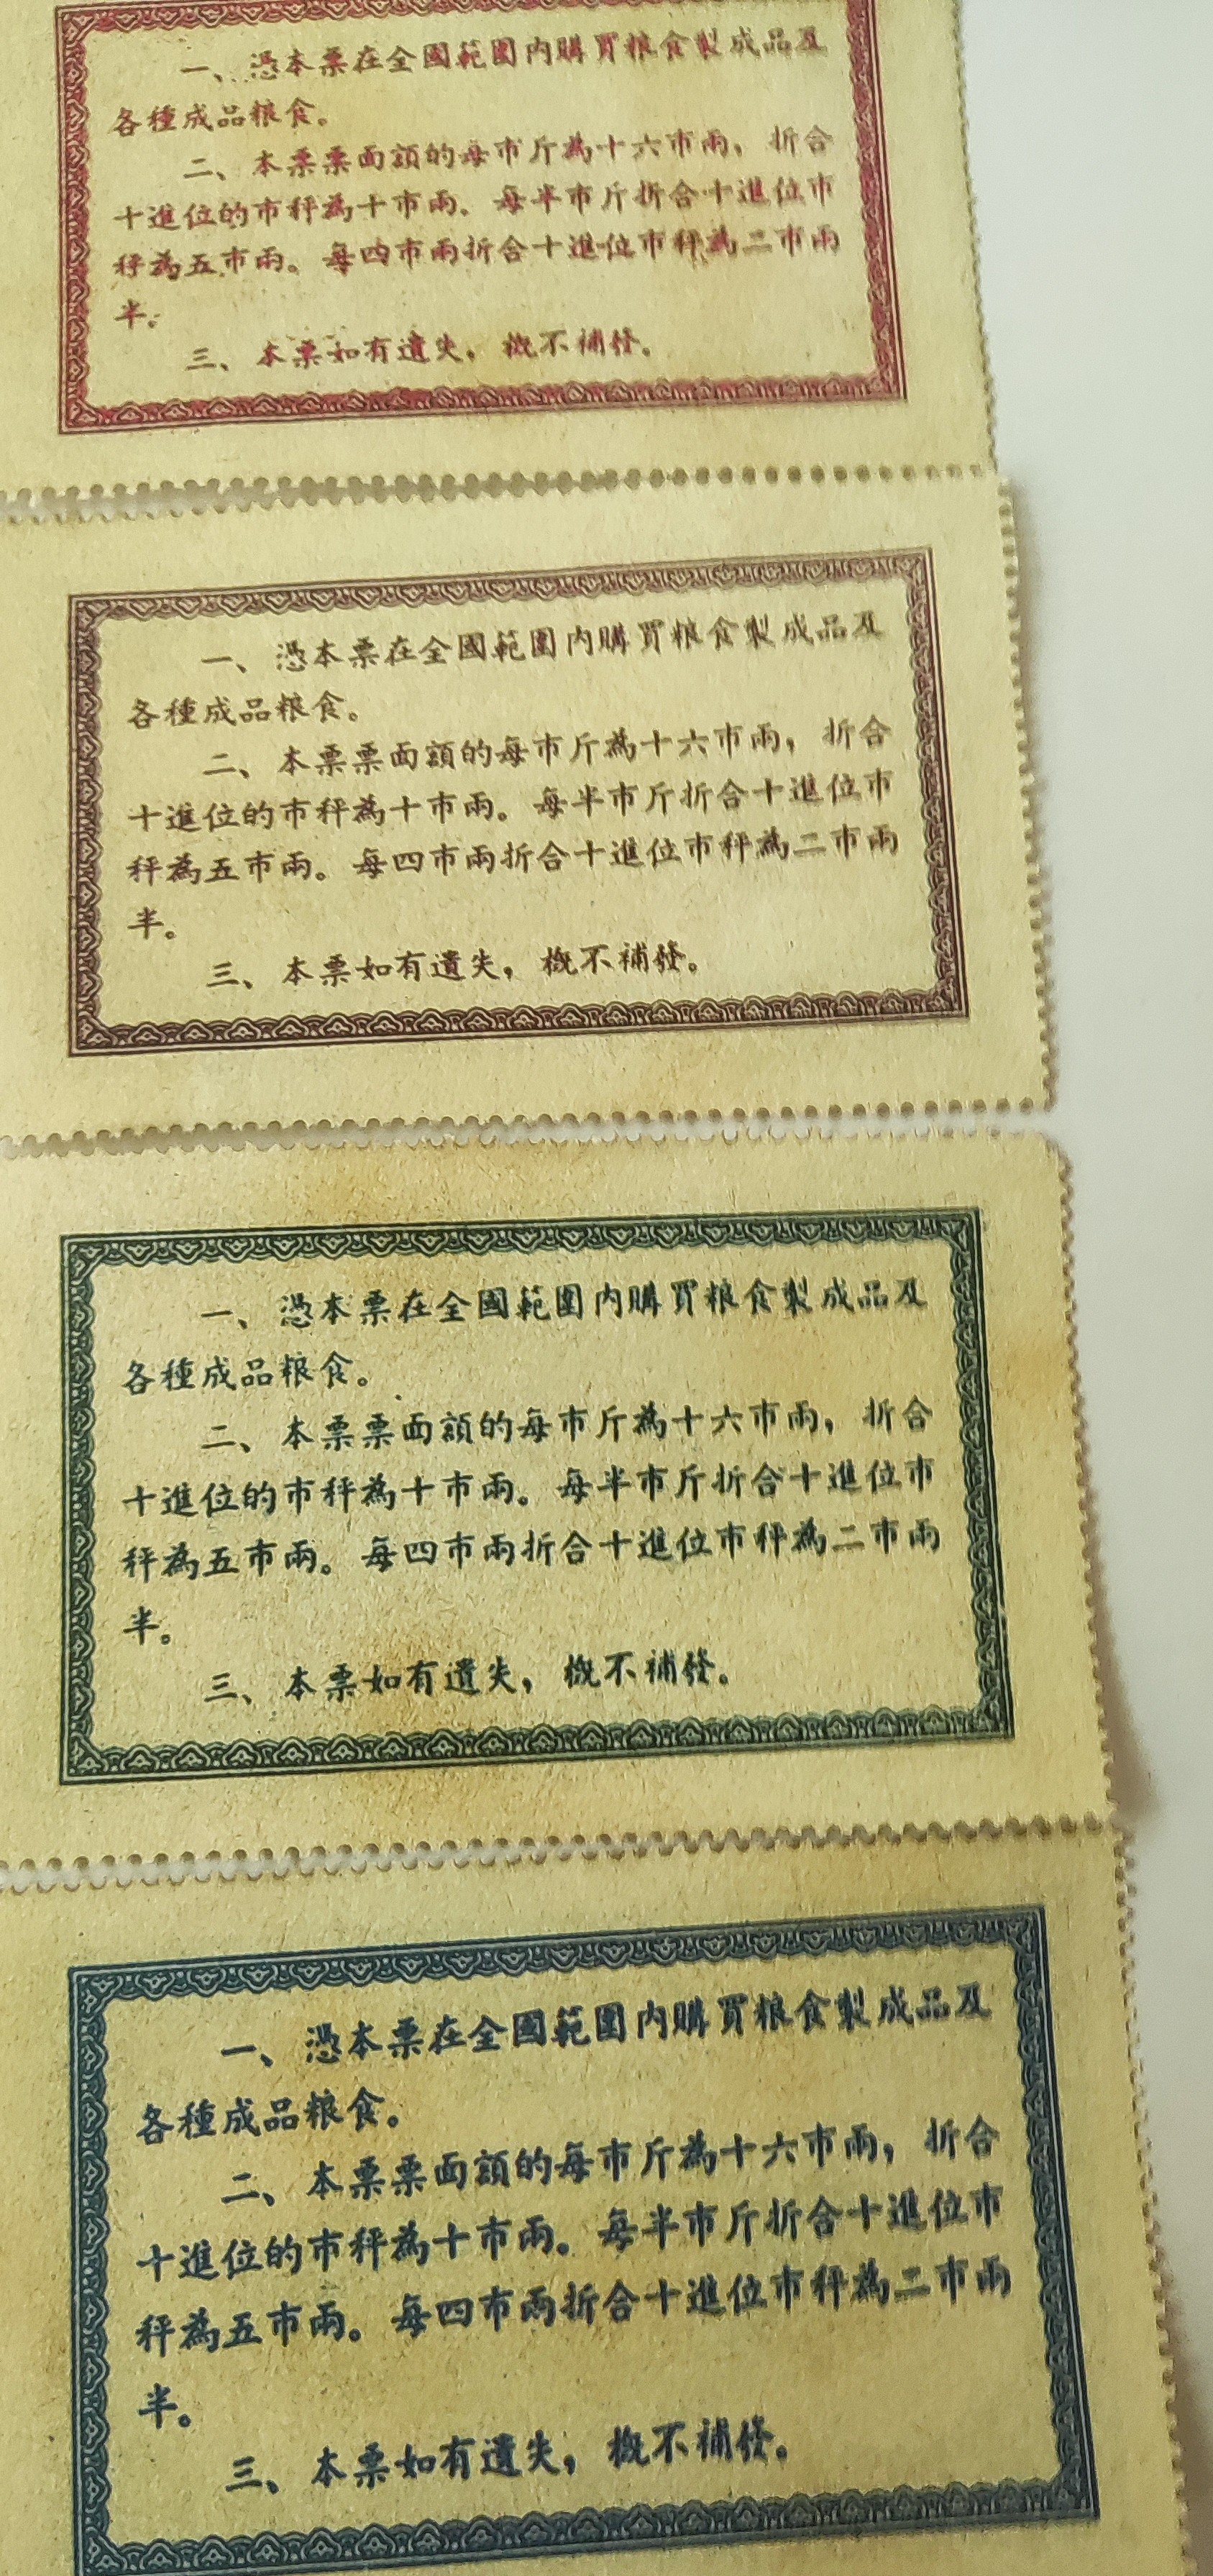 一、憑本票在全國範圍內購買粮食製成品及
各種成品粮食。
二、本票票面額的每市斤為十六市兩，折合
十進位的市秤為十市兩。每半市斤折合十進位市
秤為五市兩。每四市兩折合十進位市秤為二市兩
半。
三、本票如有遺失，概不補發。
一、憑本票在全國範圍內購買粮食製成品及
各種成品粮食。
二、本票票面額的每市斤為十六市兩，折合
十進位的市秤為十市兩。每半市斤折合十進位市
秤為五市兩。每四市兩折合十進位市秤為二市兩
半。
三、本票如有遺失，概不補發。
一、憑本票在全國範圍內購買粮食製成品及
各種成品粮食。
二、本票票面額的每市斤為十六市兩，折合
十進位的市秤為十市兩。每半市斤折合十進位市
秤為五市兩。每四市兩折合十進位市秤為二市兩
半。
三、本票如有遺失，概不補發。
一、憑本票在全國範圍內購買粮食製成品及
各種成品粮食。
二、本票票面額的每市斤為十六市兩，折合
十進位的市秤為十市兩。每半市斤折合十進位市
秤為五市兩。每四市兩折合十進位市秤為二市兩
半。
三、本票如有遺失，概不補發。